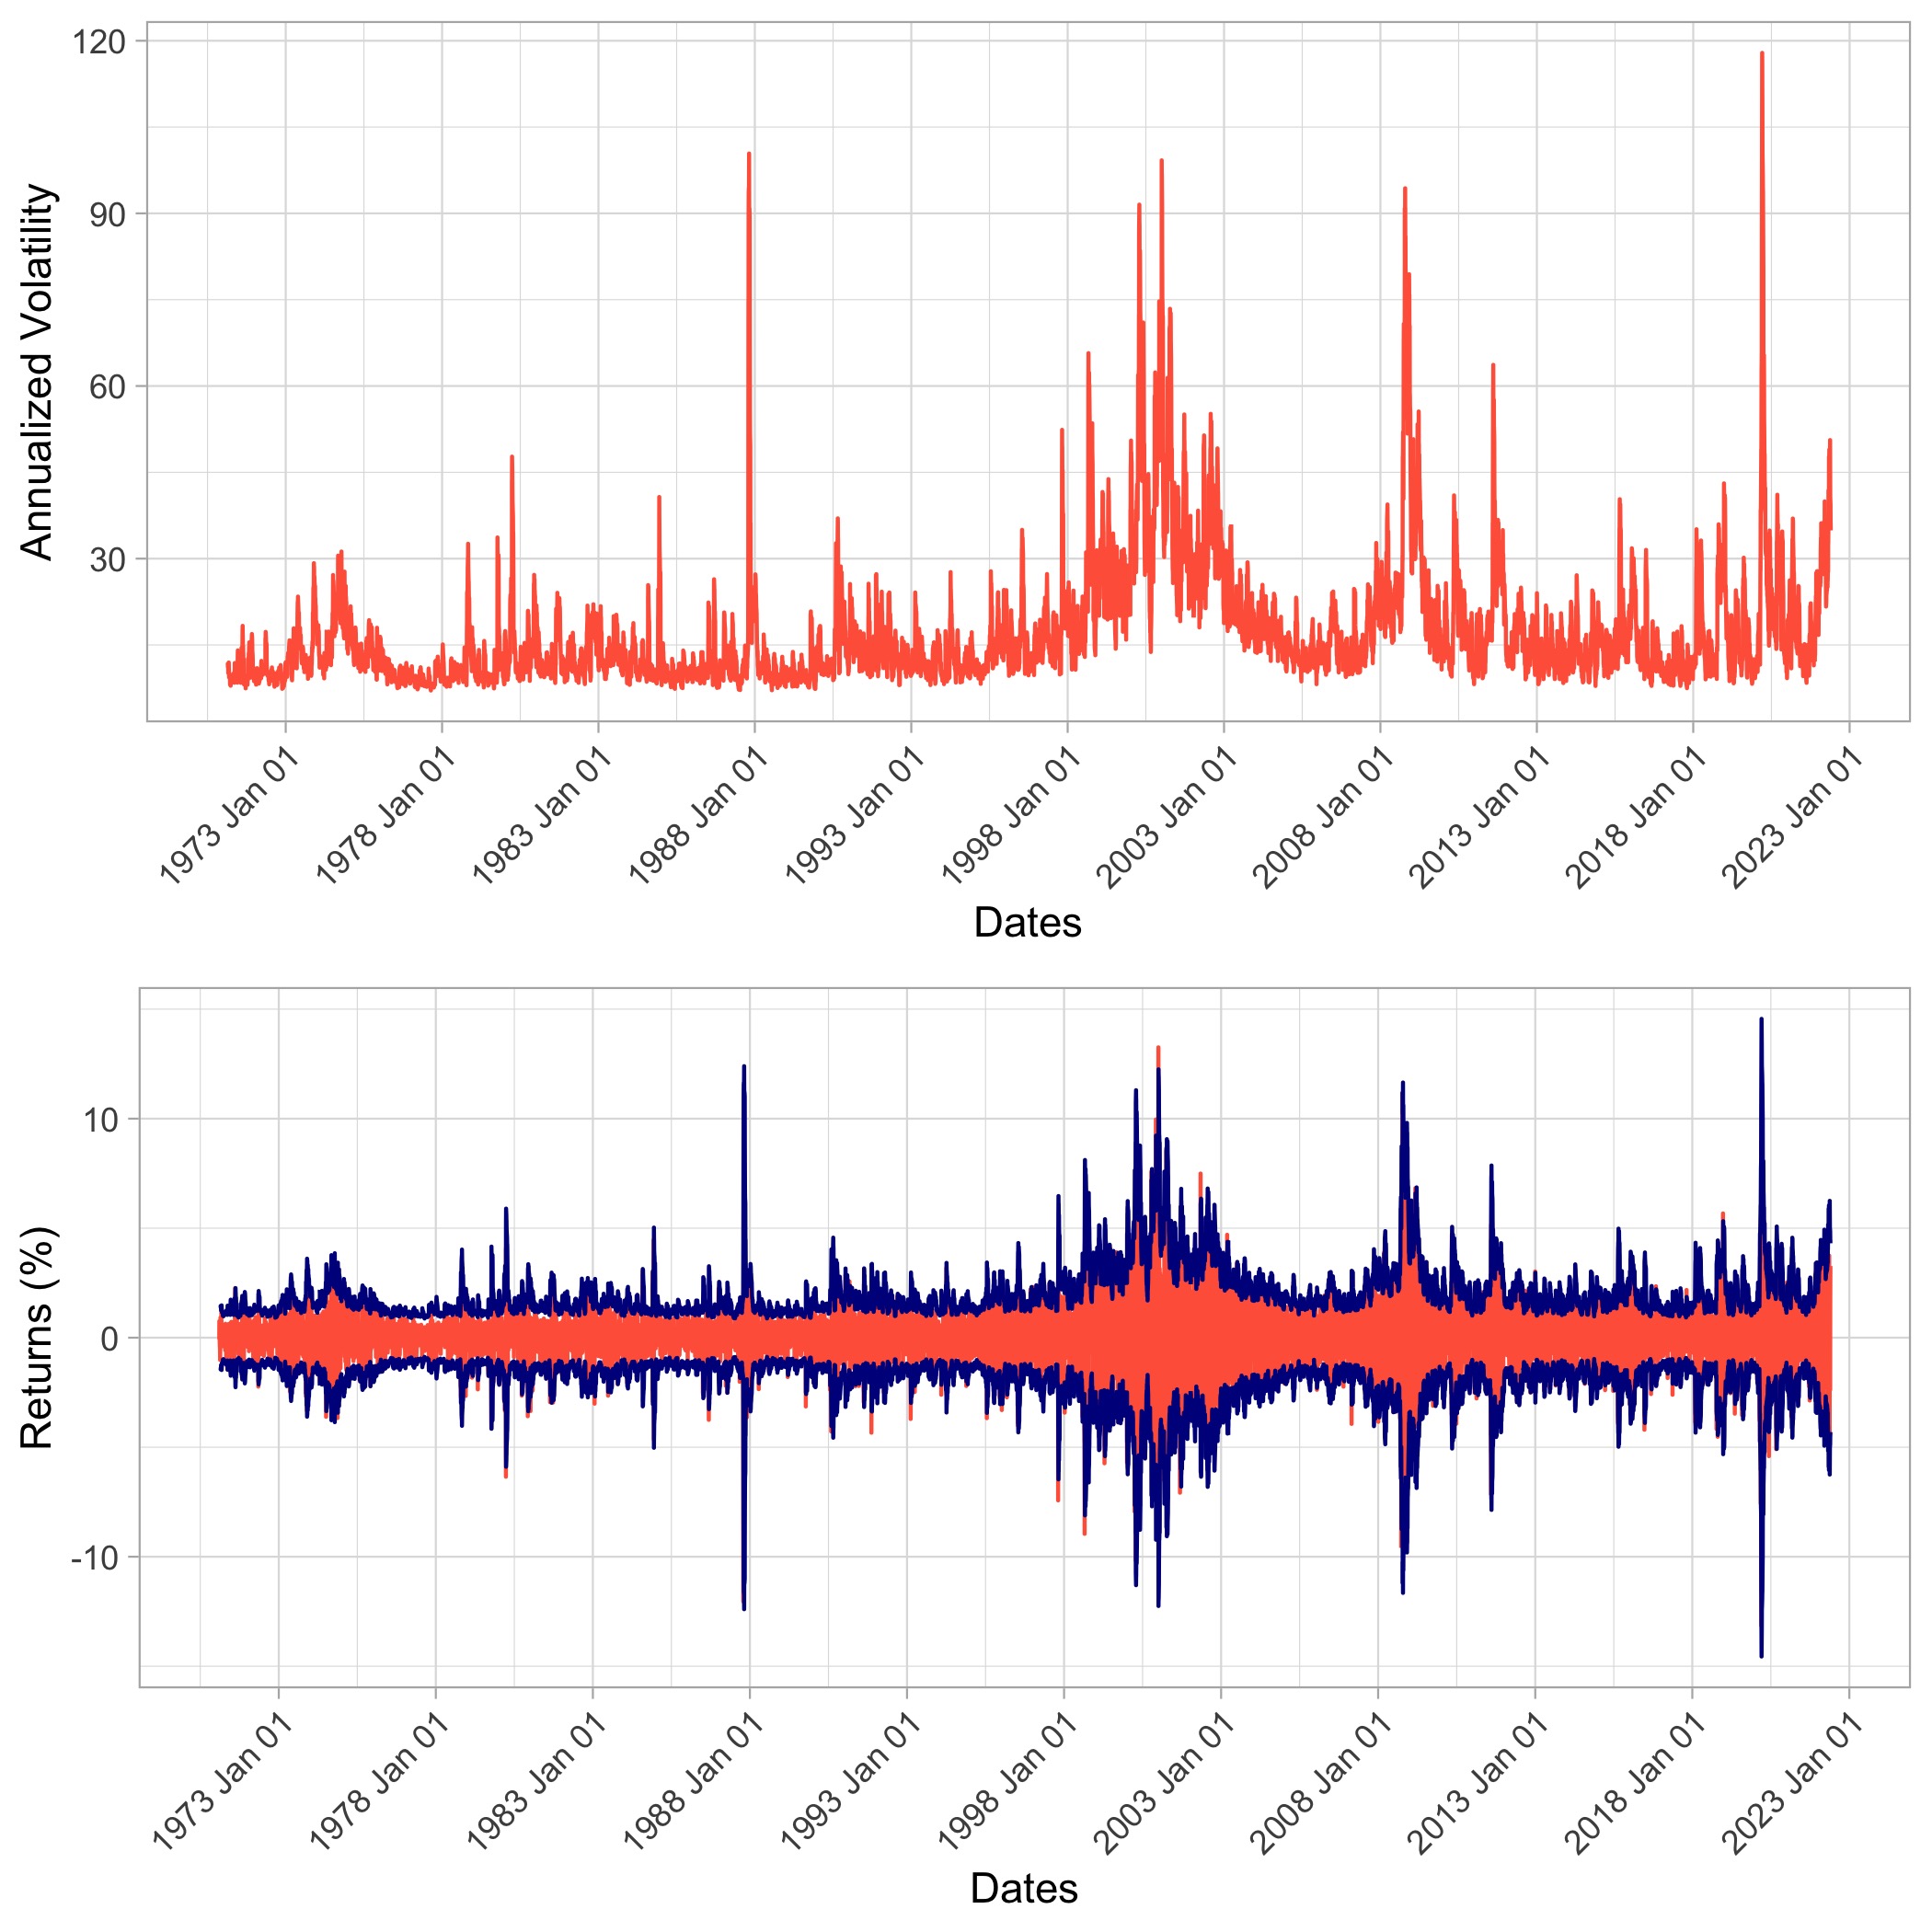 120
90
60
30
Annualized Volatility
1973 Jan 01
1978 Jan 01
1983 Jan 01
1988 Jan 01
1993 Jan 01
1998 Jan 01
2003 Jan 01
2008 Jan 01
2013 Jan 01
2018 Jan 01
2023 Jan 01
Dates
10
0
-10
Returns (%)
1973 Jan 01
1978 Jan 01
1983 Jan 01
1988 Jan 01
1993 Jan 01
1998 Jan 01
2003 Jan 01
2008 Jan 01
2013 Jan 01
2018 Jan 01
2023 Jan 01
Dates